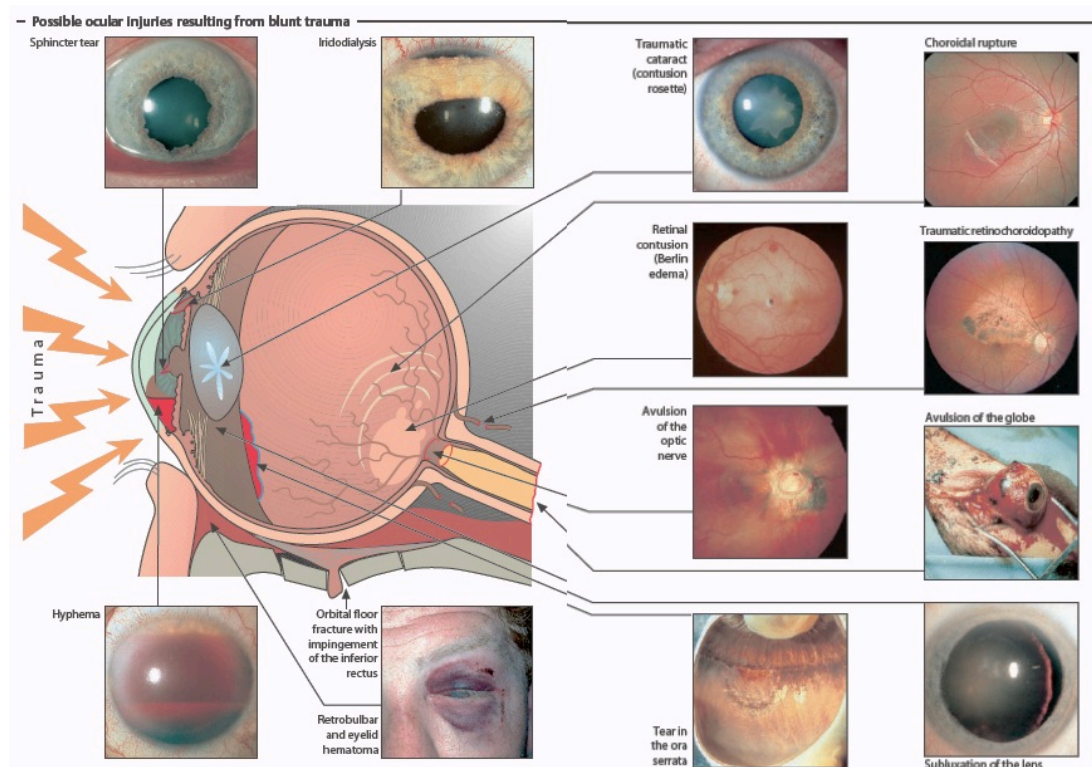 Possible ocular injuries resulting from blunt trauma
Sphincter tear
Iridodialysis
Traumatic
cataract
(contusion
rosette)
Choroidal rupture
Retinal
contusion
(Berlin
edema)
Traumatic retinochoroidopathy
Trauma
Avulsion
of the
optic
nerve
Avulsion of the globe
Hyphema
Orbital floor
fracture with
impingement
of the inferior
rectus
Retrobulbar
and eyelid
hematoma
Tear in
the ora
serrata
Subluxation of the lens